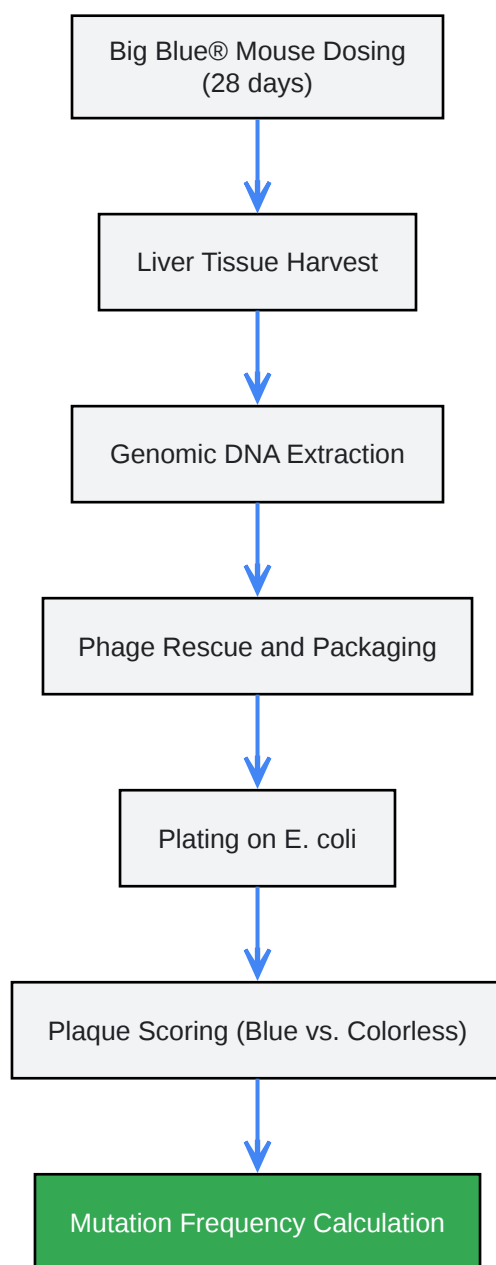 Big Blue® Mouse Dosing
(28 days)
Liver Tissue Harvest
Genomic DNA Extraction
Phage Rescue and Packaging
Plating on E. coli
Plaque Scoring (Blue vs. Colorless)
Mutation Frequency Calculation